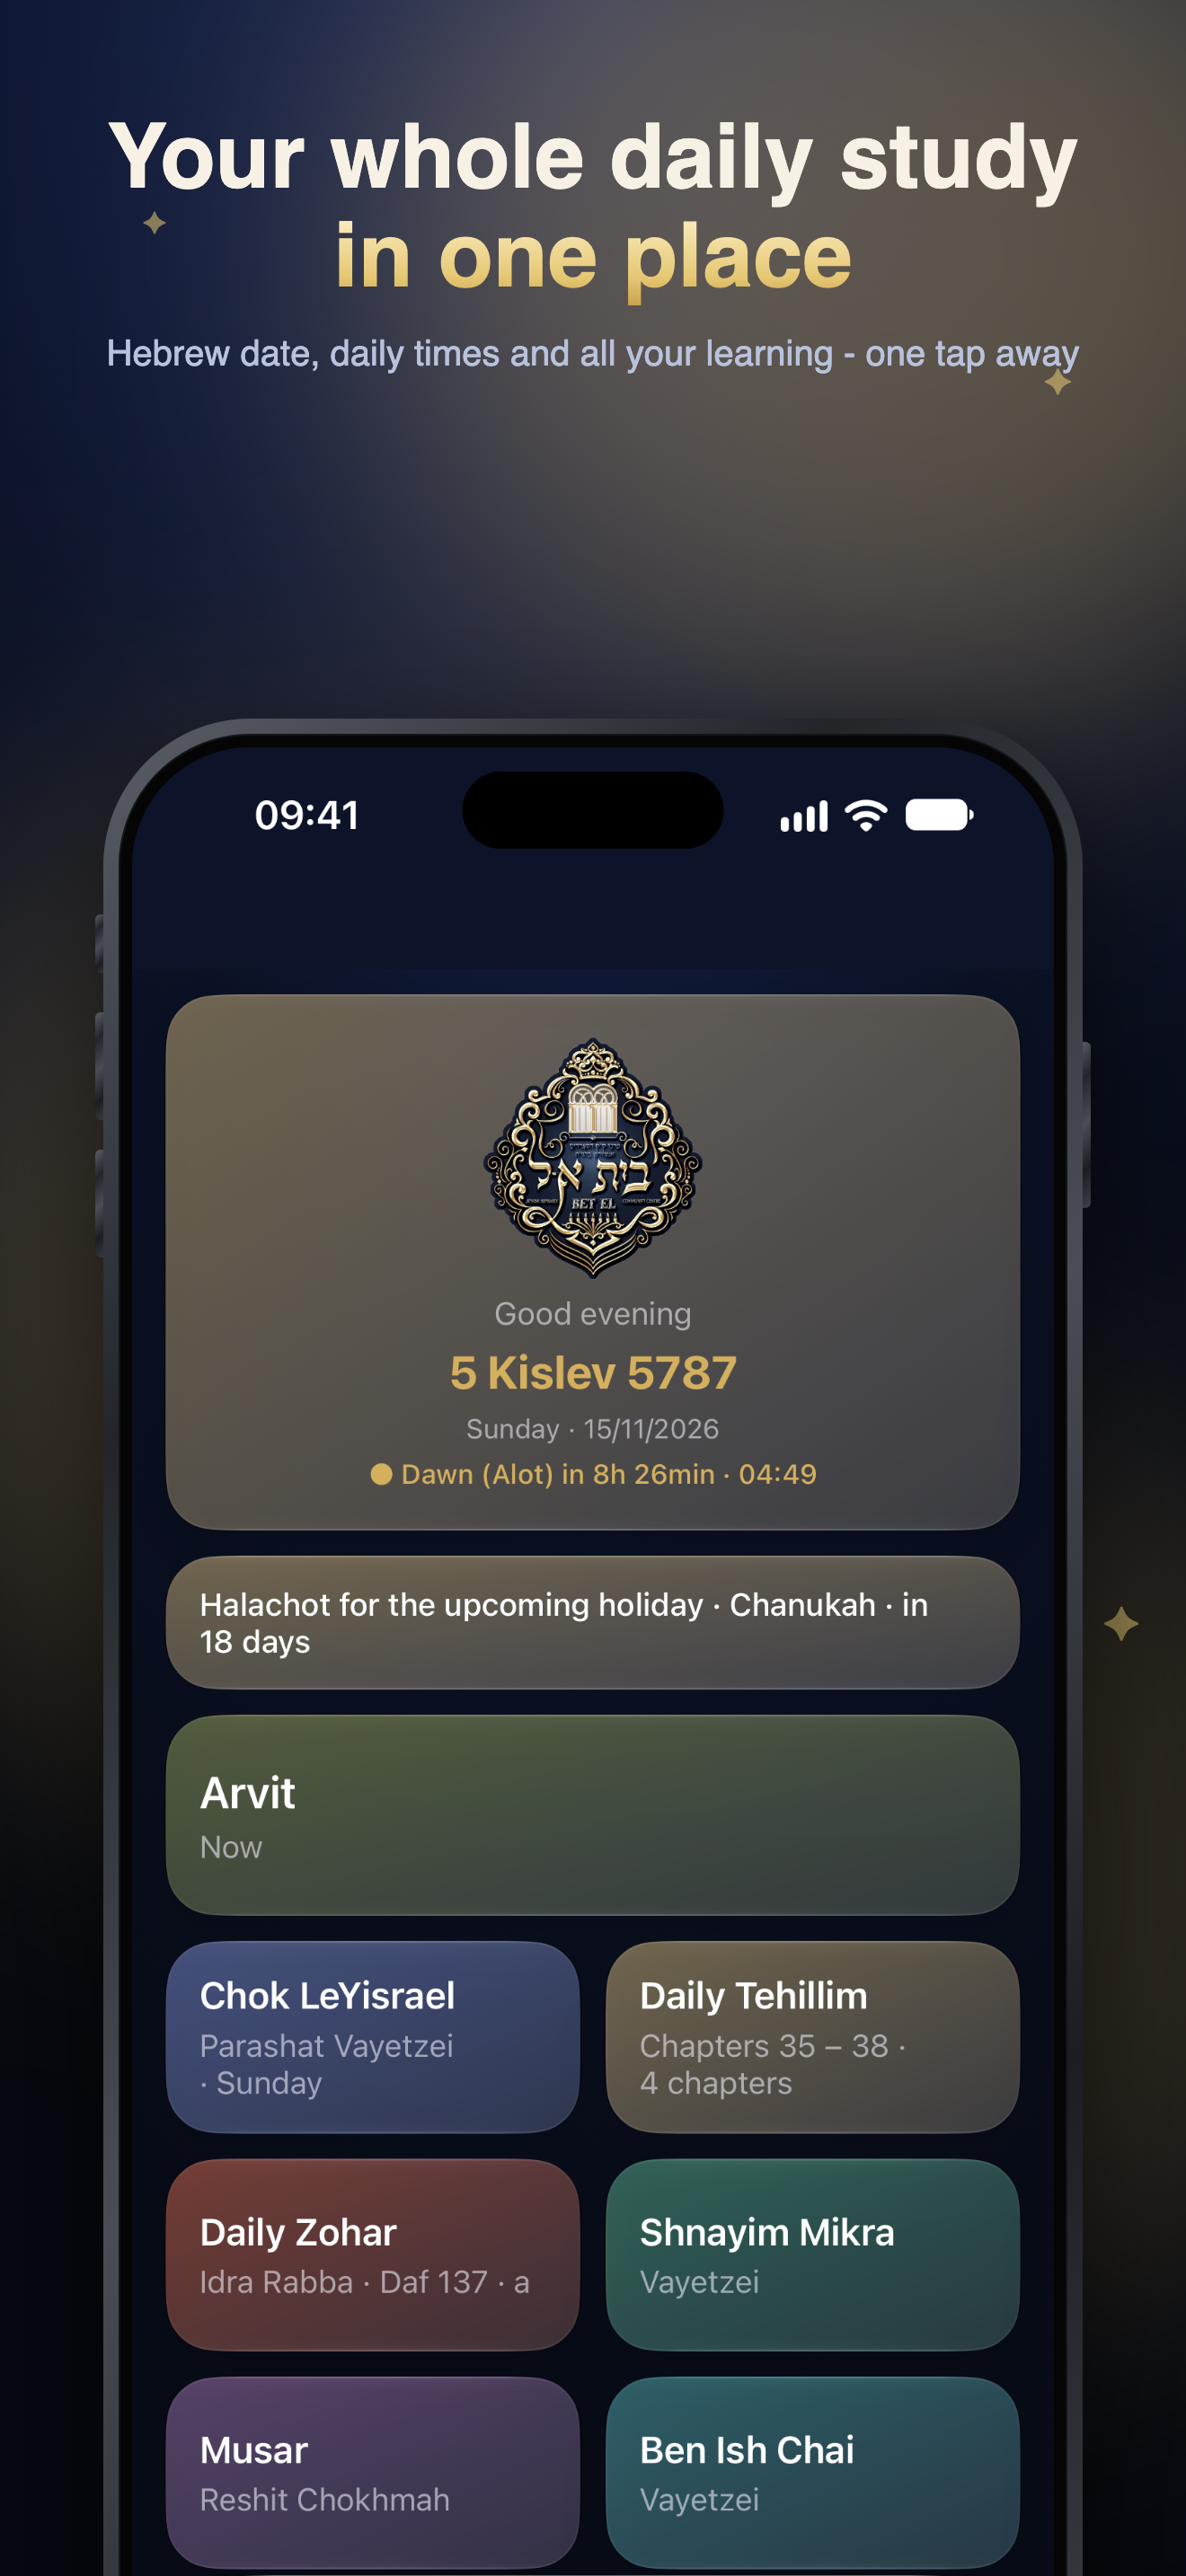 Your whole daily study
in one place
Hebrew date, daily times and all your learning - one tap away
09:41
בית אל
BET EL
Good evening
5 Kislev 5787
Sunday · 15/11/2026
Dawn (Alot) in 8h 26min · 04:49
Halachot for the upcoming holiday · Chanukah · in
18 days
Arvit
Now
Chok LeYisrael
Parashat Vayetzei
· Sunday
Daily Tehillim
Chapters 35 – 38 ·
4 chapters
Daily Zohar
Idra Rabba · Daf 137 · a
Shnayim Mikra
Vayetzei
Musar
Reshit Chokhmah
Ben Ish Chai
Vayetzei